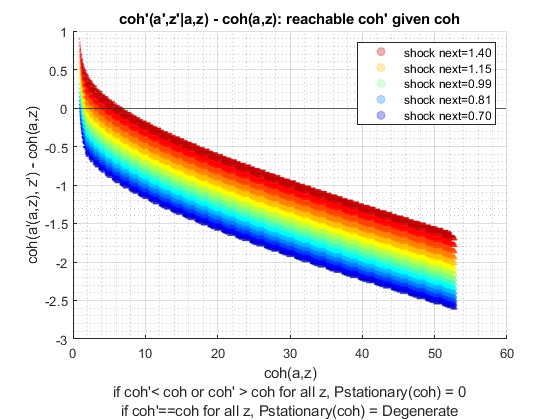 coh'(a',z'|a,z) - coh(a,z): reachable coh' given coh
1
0.5
0
-0.5
-1
-1.5
-2
-2.5
-3
coh(a'(a,z), z') - coh(a,z)
shock next=1.40
shock next=1.15
shock next=0.99
shock next=0.81
shock next=0.70
0 10 20 30 40 50 60
coh(a,z)
if coh'< coh or coh' > coh for all z, Pstationary(coh) = 0
if coh'==coh for all z, Pstationary(coh) = Degenerate